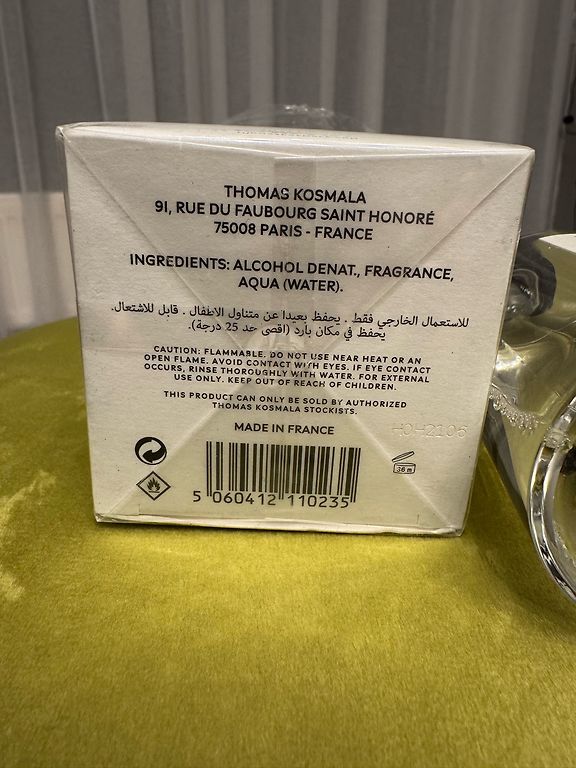 THOMAS KOSMALA
91, RUE DU FAUBOURG SAINT HONORÉ
75008 PARIS - FRANCE
INGREDIENTS: ALCOHOL DENAT., FRAGRANCE,
AQUA (WATER).
للاستعمال الخارجي فقط . يحفظ بعيدا عن متناول الاطفال . قابل للاشتعال.
يحفظ في مكان بارد (اقصى حد 25 درجة).
CAUTION: FLAMMABLE. DO NOT USE NEAR HEAT OR AN
OPEN FLAME. AVOID CONTACT WITH EYES. IF EYE CONTACT
OCCURS, RINSE THOROUGHLY WITH WATER. FOR EXTERNAL
USE ONLY. KEEP OUT OF REACH OF CHILDREN.
THIS PRODUCT CAN ONLY BE SOLD BY AUTHORIZED
THOMAS KOSMALA STOCKISTS.
MADE IN FRANCE
H0H2106
36 m
5 060412 110235